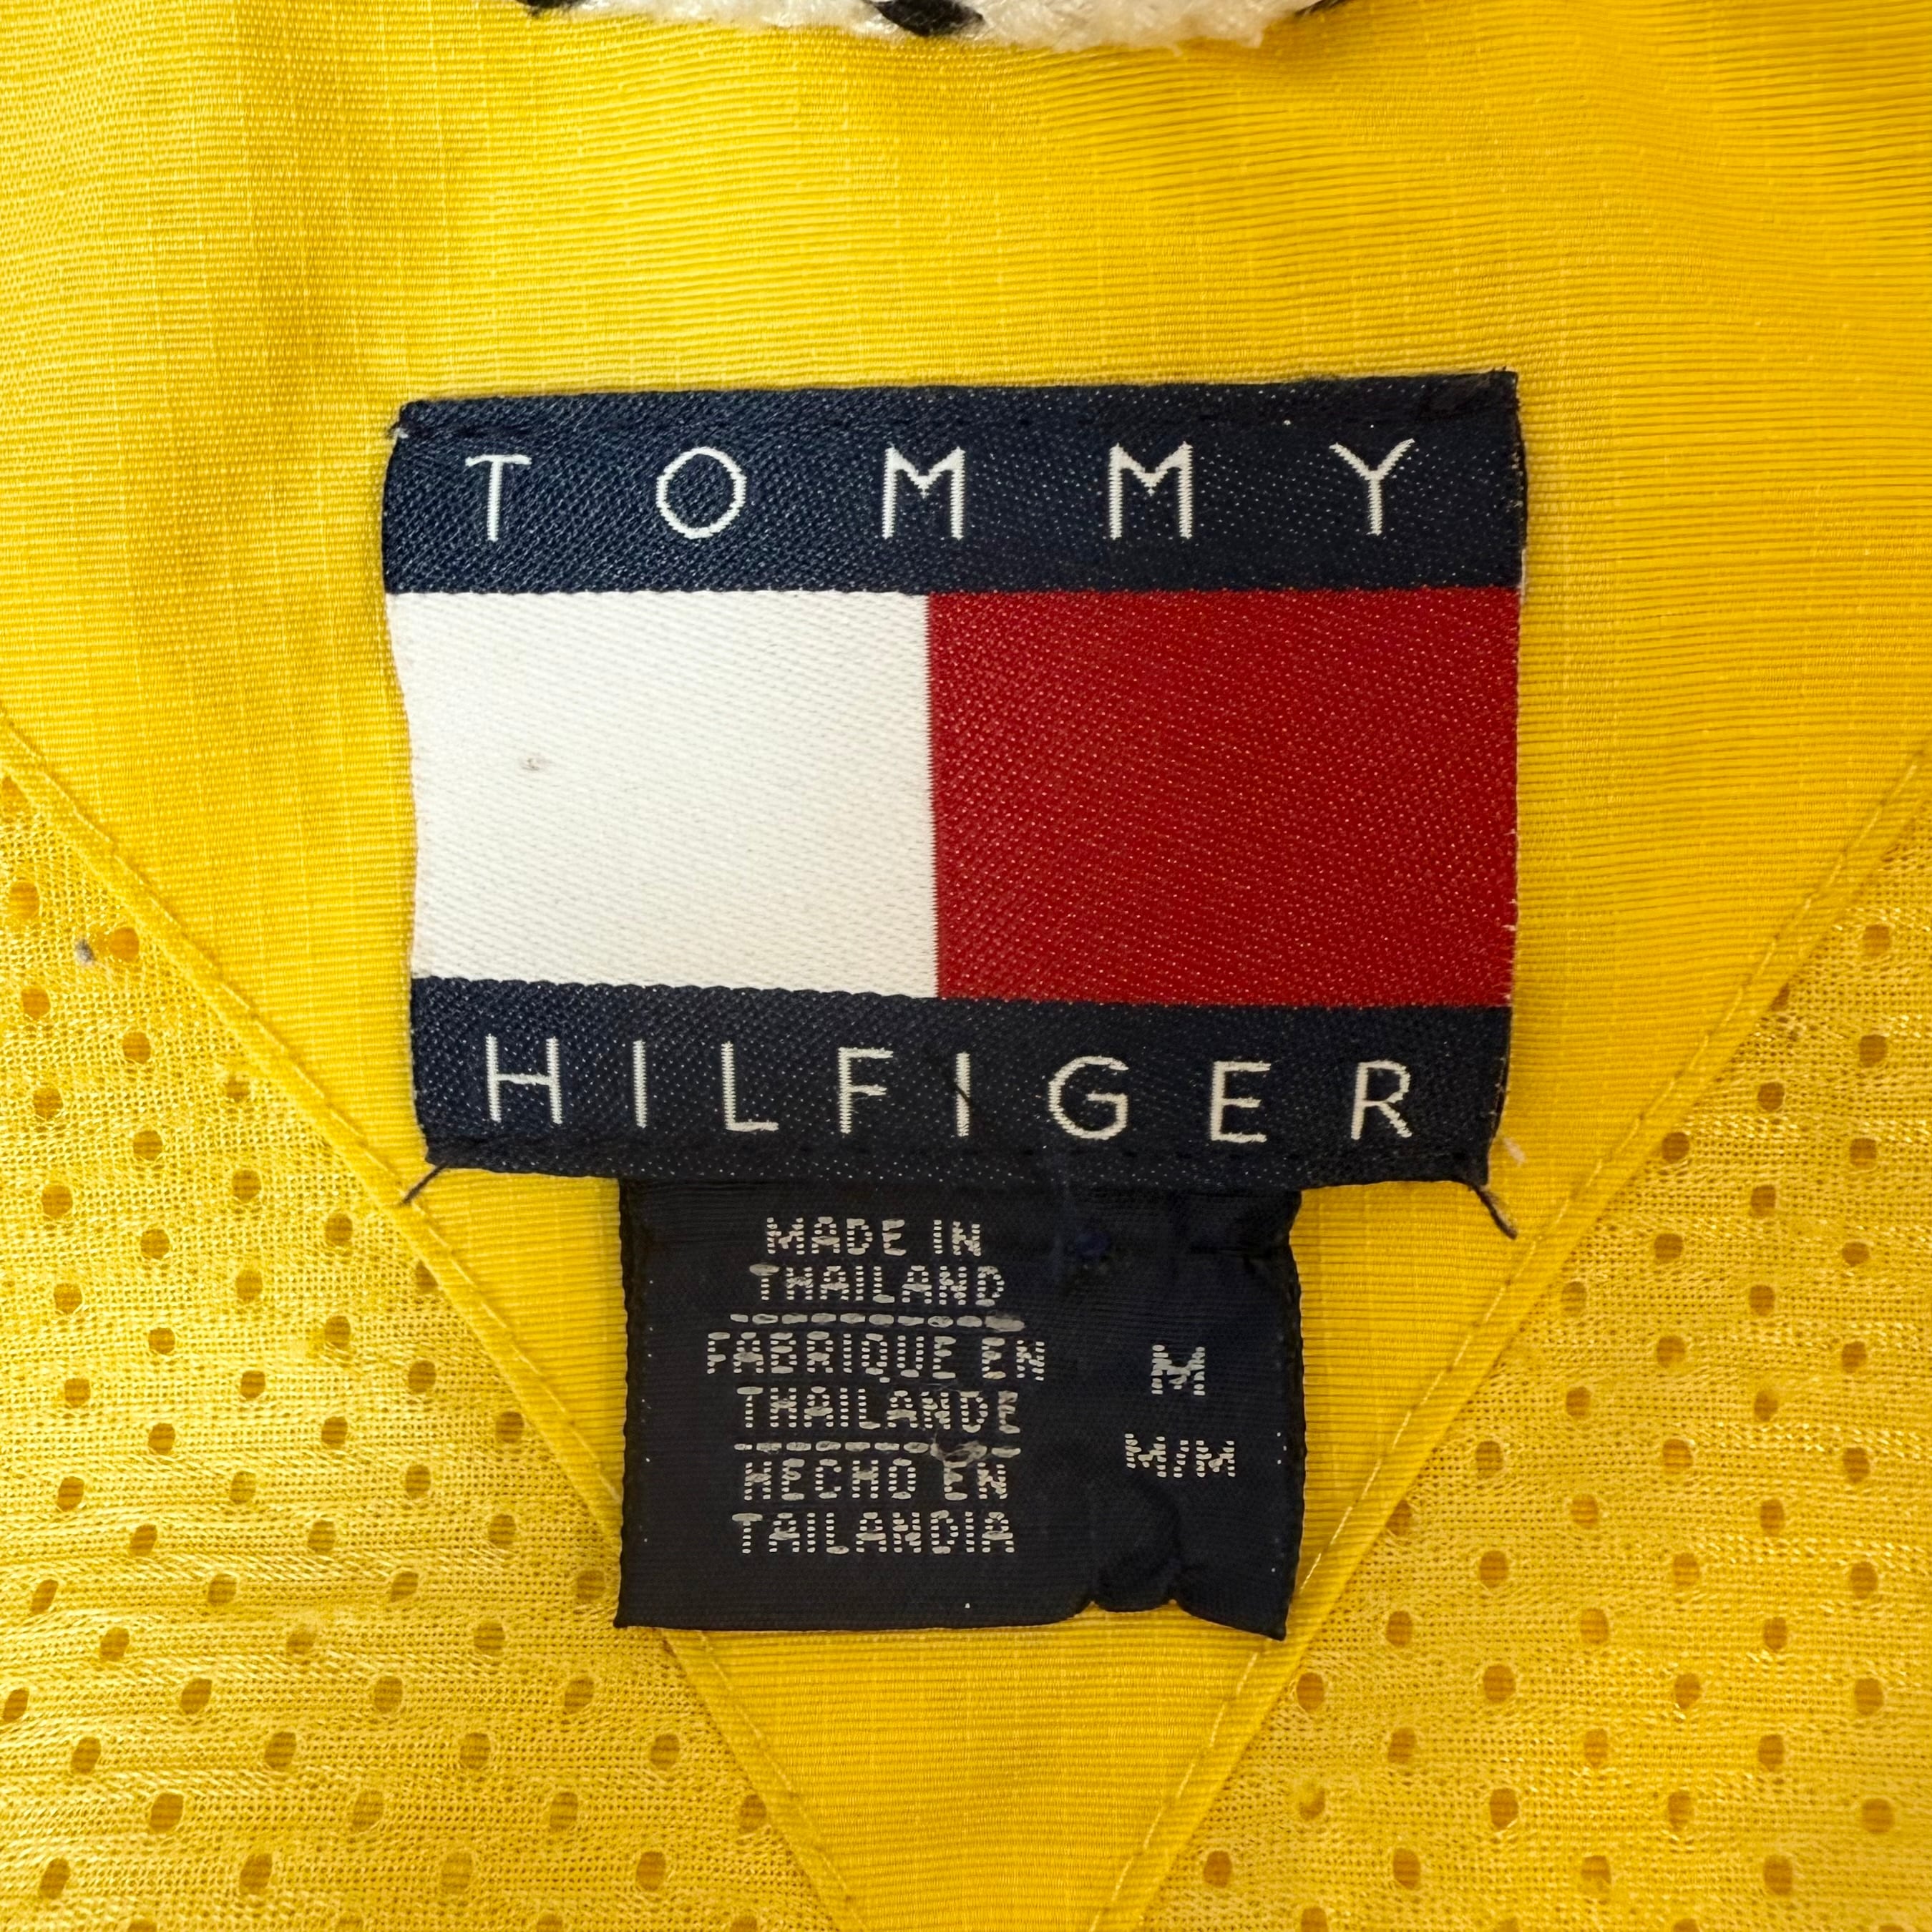 TOMMY
HILFIGER
MADE IN
THAILAND
FABRIQUE EN
THAILANDE
HECHO EN
TAILANDIA
M
M/M